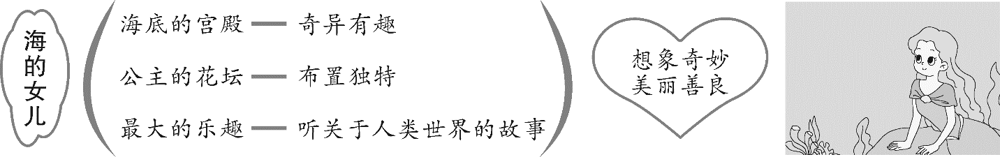 海的女儿
海底的宫殿 — 奇异有趣
公主的花坛 — 布置独特
最大的乐趣 — 听关于人类世界的故事
想象奇妙
美丽善良